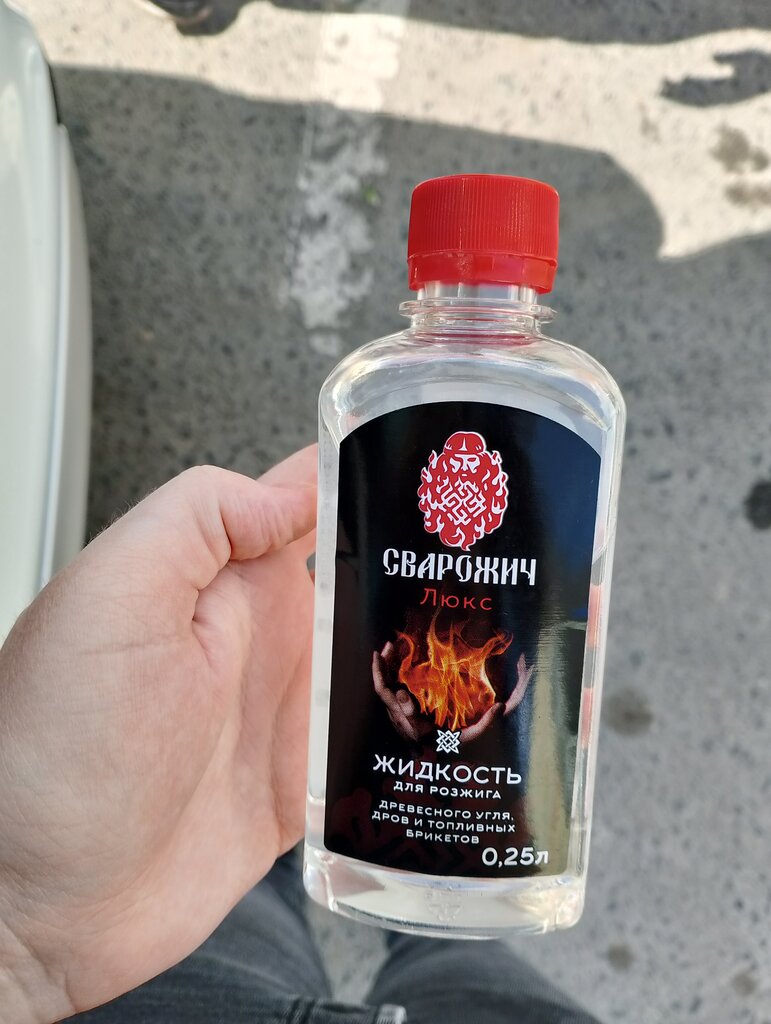 СВАРОЖИЧ
Люкс
ЖИДКОСТЬ
ДЛЯ РОЗЖИГА
ДРЕВЕСНОГО УГЛЯ,
ДРОВ И ТОПЛИВНЫХ
БРИКЕТОВ
0,25л